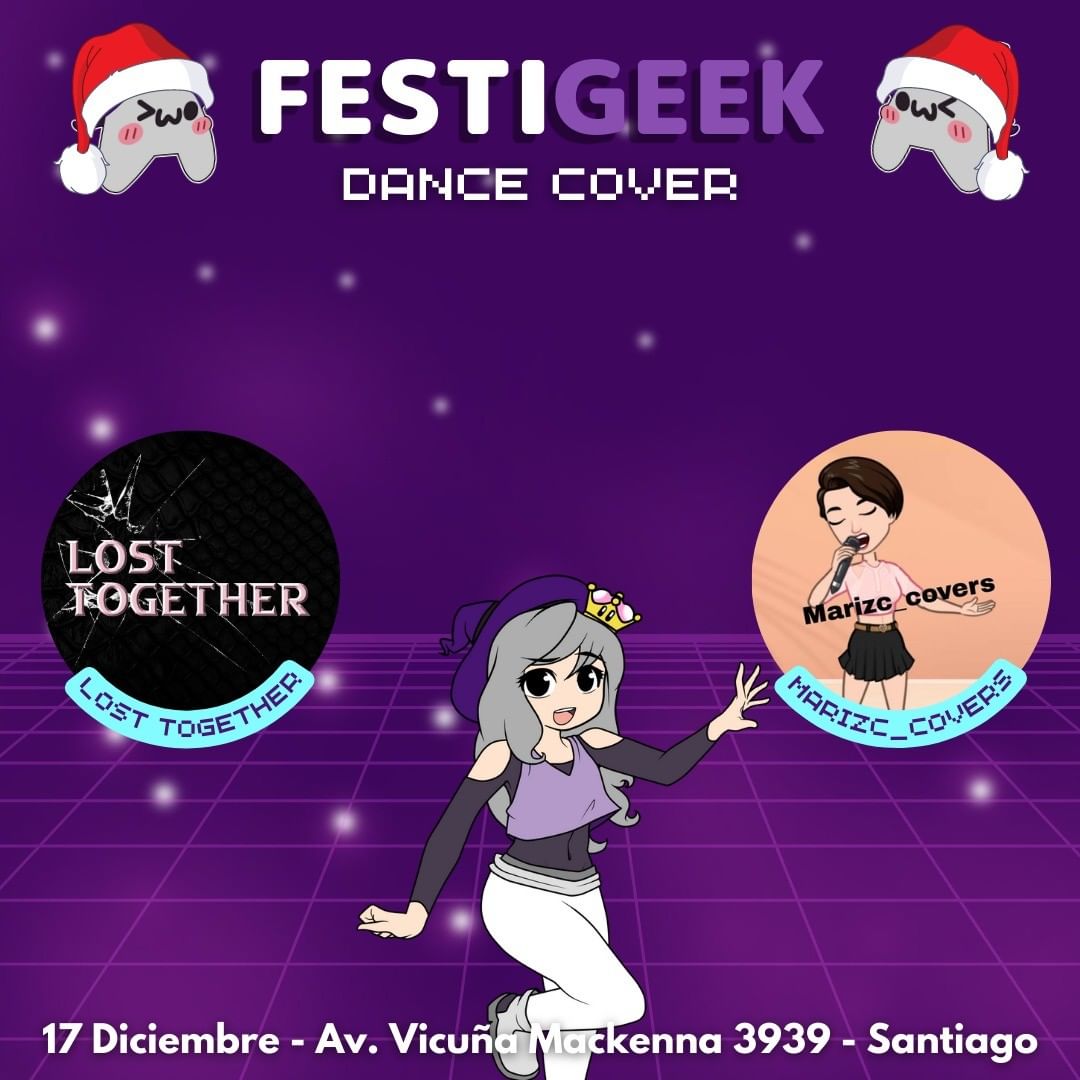 FESTIGEEK
DANCE COVER
LOST
TOGETHER
LOST TOGETHER
Marizc_covers
MARIZC_COVERS
17 Diciembre - Av. Vicuña Mackenna 3939 - Santiago